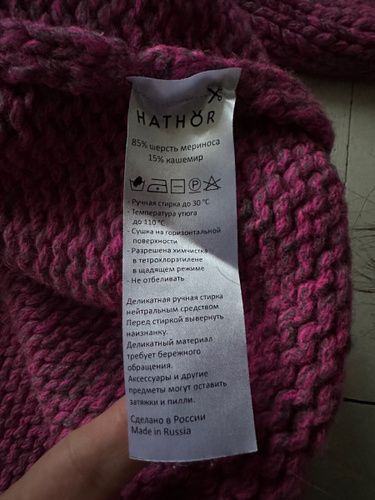 HATHOR
85% шерсть мериноса
15% кашемир
- Ручная стирка до 30 °C
- Температура утюга
до 110 °C
- Сушка на горизонтальной
поверхности
- Разрешена химчистка
в тетрохлорэтилене
в щадящем режиме
- Не отбеливать
Деликатная ручная стирка
нейтральным средством.
Перед стиркой вывернуть
наизнанку.
Деликатный материал
требует бережного
обращения.
Аксессуары и другие
предметы могут оставить
затяжки и пилли.
Сделано в России
Made in Russia